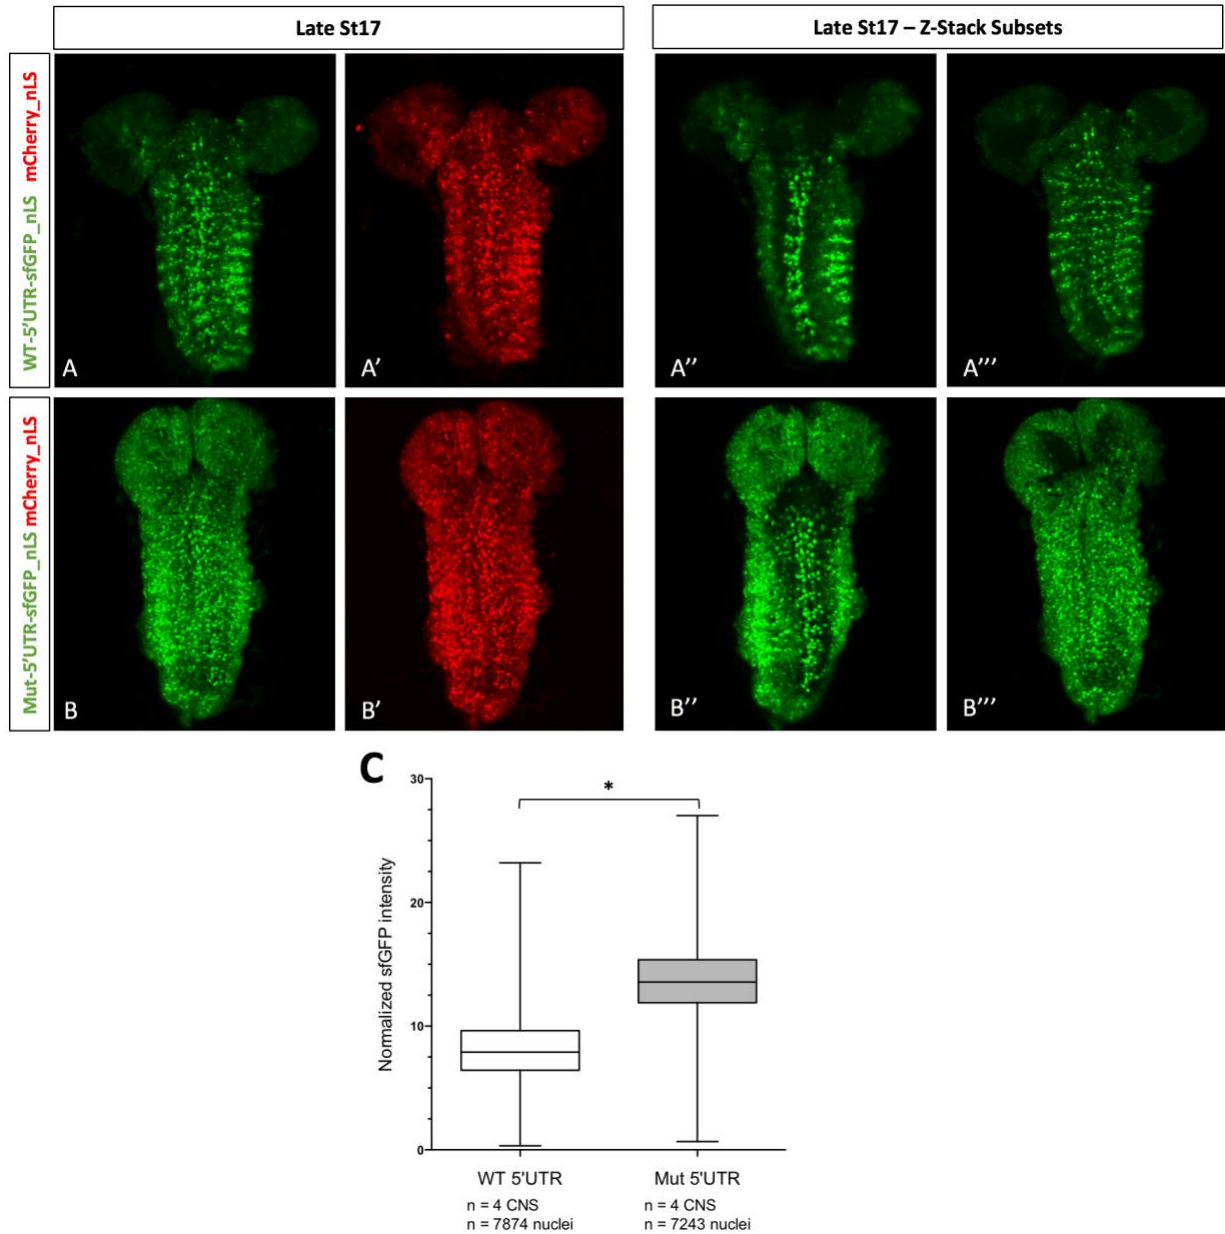 Late St17
Late St17 – Z-Stack Subsets
WT-5'UTR-sfGFP_nLS mCherry_nLS
A
A'
A''
A'''
Mut-5'UTR-sfGFP_nLS mCherry_nLS
B
B'
B''
B'''
C
Normalized sfGFP intensity
30
20
10
0
*
WT 5'UTR
Mut 5'UTR
n = 4 CNS
n = 7874 nuclei
n = 4 CNS
n = 7243 nuclei